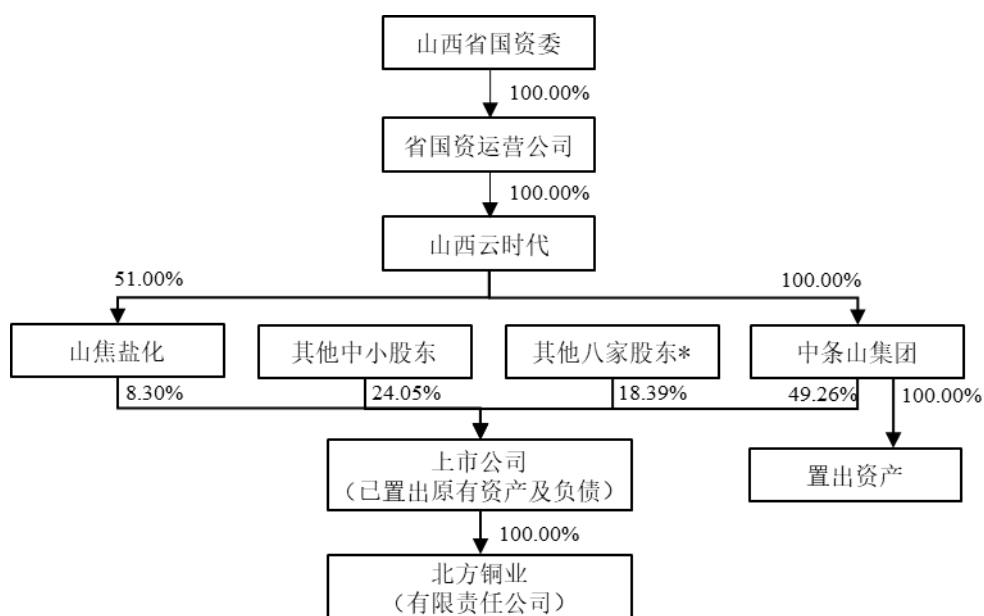 山西省国资委
100.00%
省国资运营公司
100.00%
山西云时代
51.00%
100.00%
山焦盐化
其他中小股东
其他八家股东*
中条山集团
8.30%
24.05%
18.39%
49.26%
100.00%
上市公司
（已置出原有资产及负债）
置出资产
100.00%
北方铜业
（有限责任公司）